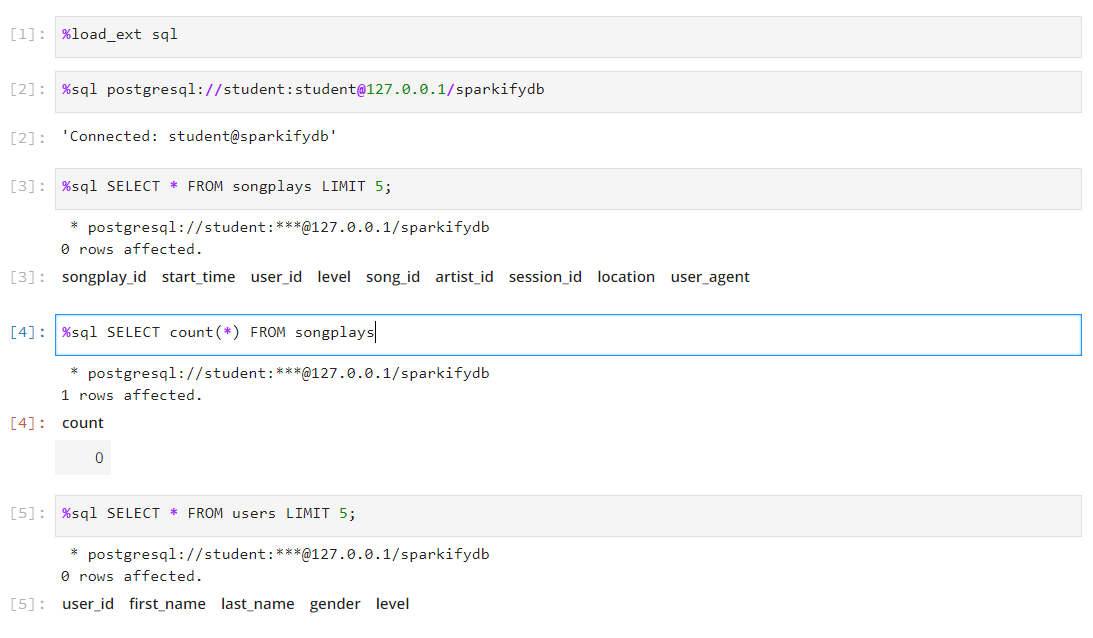 [1]: %load_ext sql
[2]: %sql postgresql://student:student@127.0.0.1/sparkifydb
[2]: 'Connected: student@sparkifydb'
[3]: %sql SELECT * FROM songplays LIMIT 5;
* postgresql://student:***@127.0.0.1/sparkifydb
0 rows affected.
[3]: songplay_id start_time user_id level song_id artist_id session_id location user_agent
[4]: %sql SELECT count(*) FROM songplays
* postgresql://student:***@127.0.0.1/sparkifydb
1 rows affected.
[4]: count
0
[5]: %sql SELECT * FROM users LIMIT 5;
* postgresql://student:***@127.0.0.1/sparkifydb
0 rows affected.
[5]: user_id first_name last_name gender level